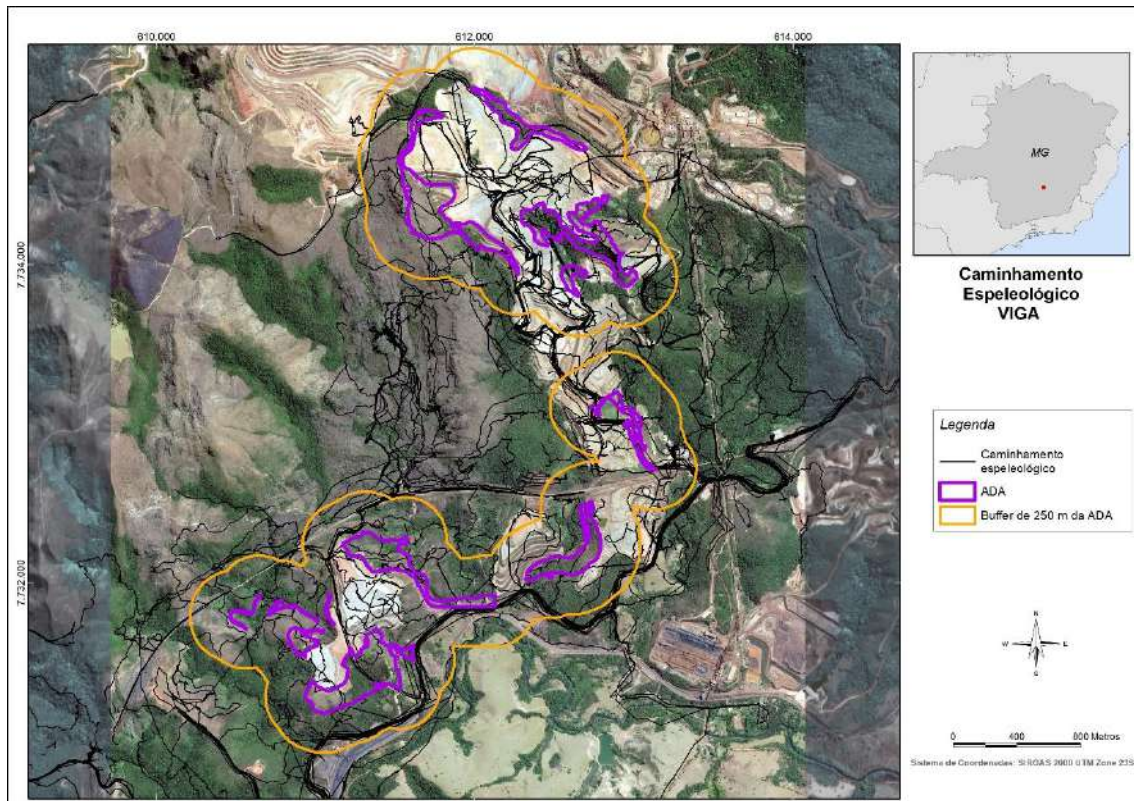 610.000
612.000
614.000
7.734.000
7.732.000
MG
Caminhamento
Espeleológico
VIGA
Legenda
Caminhamento
espeleológico
ADA
Buffer de 250 m da ADA
N
W
E
S
0
400
800 Metros
Sistema de Coordenadas: SIRGAS 2000 UTM Zone 23S